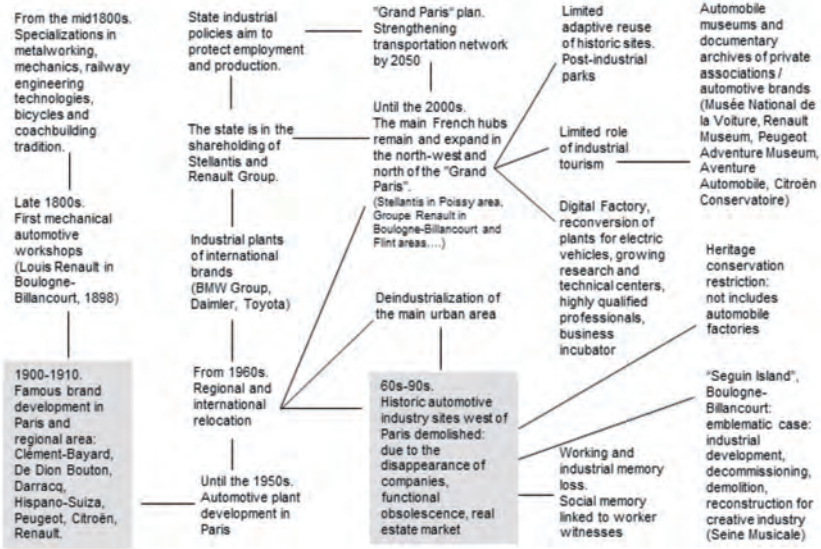 From the mid1800s.
Specializations in
metalworking,
mechanics, railway
engineering
technologies,
bicycles and
coachbuilding
tradition.
Late 1800s.
First mechanical
automotive
workshops
(Louis Renault in
Boulogne-
Billancourt, 1898)
1900-1910.
Famous brand
development in
Paris and
regional area:
Clément-Bayard,
De Dion Bouton,
Darracq,
Hispano-Suiza,
Peugeot, Citroën,
Renault.
State industrial
policies aim to
protect employment
and production.
The state is in the
shareholding of
Stellantis and
Renault Group.
Industrial plants
of international
brands
(BMW Group,
Daimler, Toyota)
From 1960s.
Regional and
international
relocation
Until the 1950s.
Automotive plant
development in
Paris
"Grand Paris" plan.
Strengthening
transportation network
by 2050
Until the 2000s.
The main French hubs
remain and expand in
the north-west and
north of the "Grand
Paris".
(Stellantis in Poissy area,
Groupe Renault in
Boulogne-Billancourt and
Flint areas....)
Deindustrialization of
the main urban area
60s-90s.
Historic automotive
industry sites west of
Paris demolished:
due to the
disappearance of
companies,
functional
obsolescence, real
estate market
Limited
adaptive reuse
of historic sites.
Post-industrial
parks
Limited role
of industrial
tourism
Digital Factory,
reconversion of
plants for electric
vehicles, growing
research and
technical centers,
highly qualified
professionals,
business
incubator
Working and
industrial memory
loss.
Social memory
linked to worker
witnesses
Automobile
museums and
documentary
archives of private
associations /
automotive brands
(Musée National de
la Voiture, Renault
Museum, Peugeot
Adventure Museum,
Aventure
Automobile, Citroën
Conservatoire)
Heritage
conservation
restriction:
not includes
automobile
factories
"Seguin Island",
Boulogne-
Billancourt:
emblematic case:
industrial
development,
decommissioning,
demolition,
reconstruction for
creative industry
(Seine Musicale)